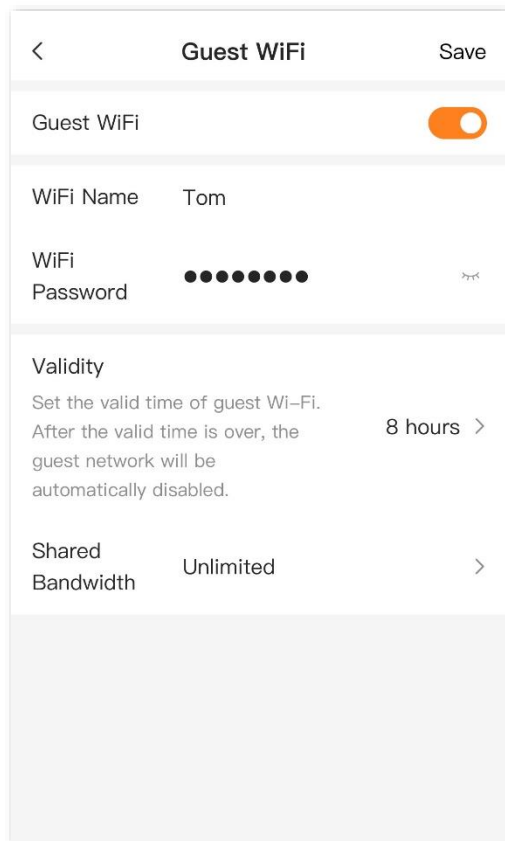 Guest WiFi Save
Guest WiFi
WiFi Name Tom
WiFi
Password ●●●●●●●●
Validity
Set the valid time of guest Wi-Fi.
After the valid time is over, the
guest network will be
automatically disabled.
8 hours
Shared
Bandwidth Unlimited